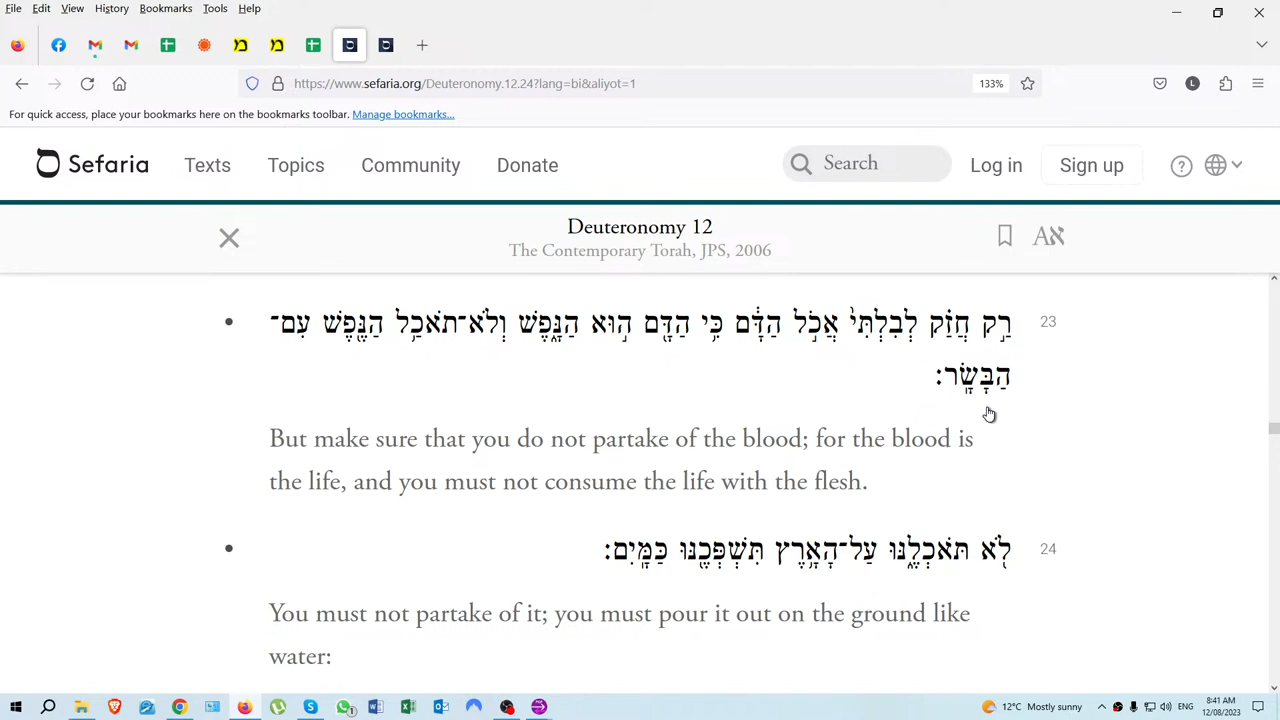 File Edit View History Bookmarks Tools Help
https://www.sefaria.org/Deuteronomy.12.24?lang=bi&aliyot=1
133%
L
For quick access, place your bookmarks here on the bookmarks toolbar. Manage bookmarks...
Sefaria Texts Topics Community Donate Search Log in Sign up
Deuteronomy 12
The Contemporary Torah, JPS, 2006
AX
23
רַ֣ק חֲזַ֗ק לְבִלְתִּי֙ אֲכֹ֣ל הַדָּ֔ם כִּ֥י הַדָּ֖ם ה֣וּא הַנָּ֑פֶשׁ וְלֹא־תֹאכַ֥ל הַנֶּ֖פֶשׁ עִם־
הַבָּשָֽׂר׃
But make sure that you do not partake of the blood; for the blood is
the life, and you must not consume the life with the flesh.
24
לֹ֖א תֹּאכְלֶ֑נּוּ עַל־הָאָ֥רֶץ תִּשְׁפְּכֶ֖נּוּ כַּמָּֽיִם׃
You must not partake of it; you must pour it out on the ground like
water:
12°C Mostly sunny
ENG
8:41 AM
12/08/2023